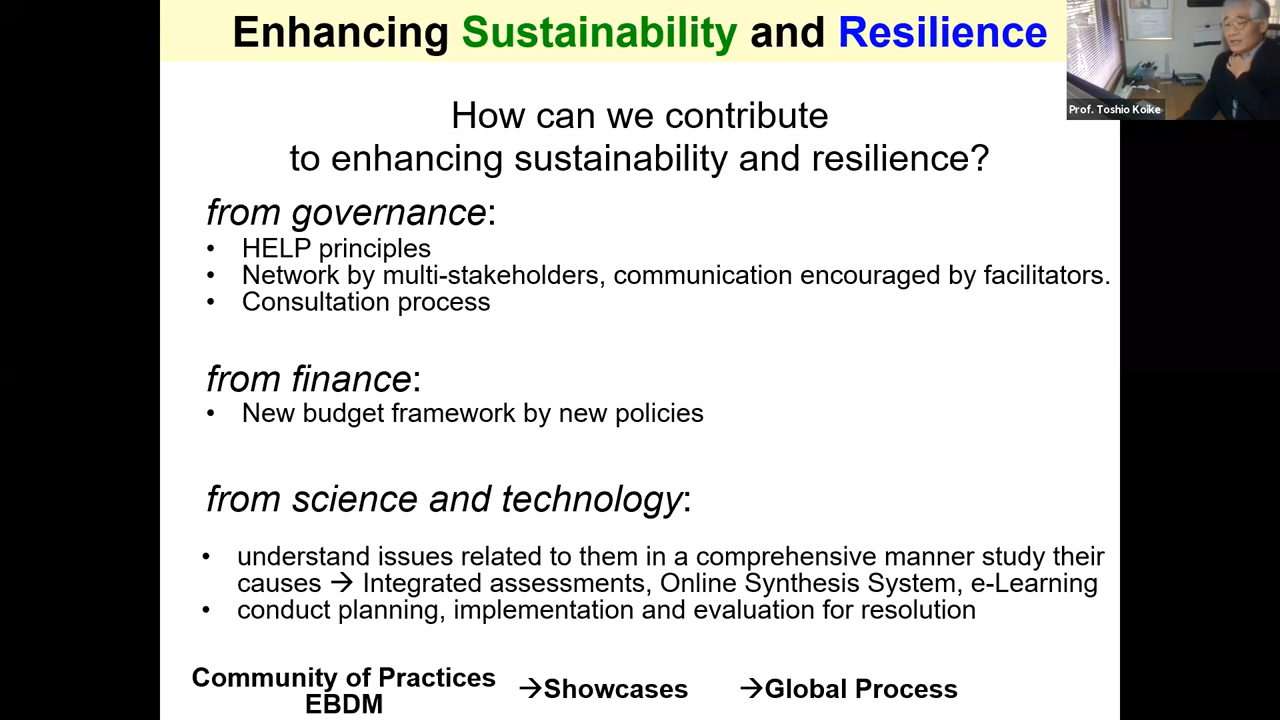 Enhancing Sustainability and Resilience
Prof. Toshio Koike
How can we contribute
to enhancing sustainability and resilience?
from governance:
• HELP principles
• Network by multi-stakeholders, communication encouraged by facilitators.
• Consultation process
from finance:
• New budget framework by new policies
from science and technology:
• understand issues related to them in a comprehensive manner study their
causes → Integrated assessments, Online Synthesis System, e-Learning
• conduct planning, implementation and evaluation for resolution
Community of Practices
EBDM
→Showcases
→Global Process